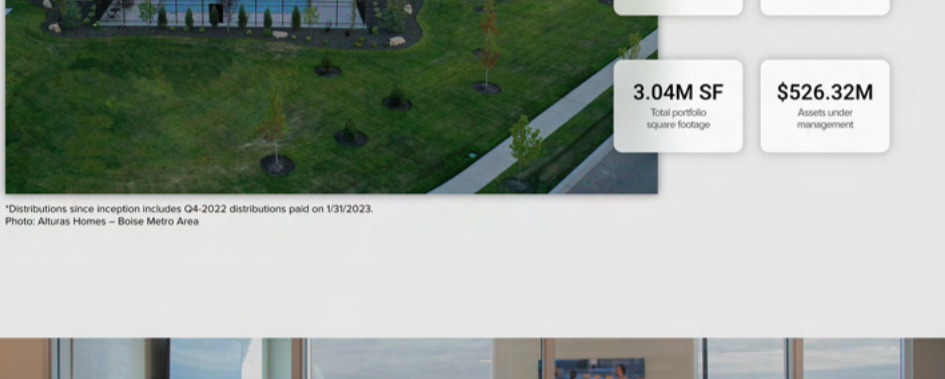 3.04M SF
Total portfolio
square footage
$526.32M
Assets under
management
*Distributions since inception includes Q4-2022 distributions paid on 1/31/2023.
Photo: Alturas Homes – Boise Metro Area